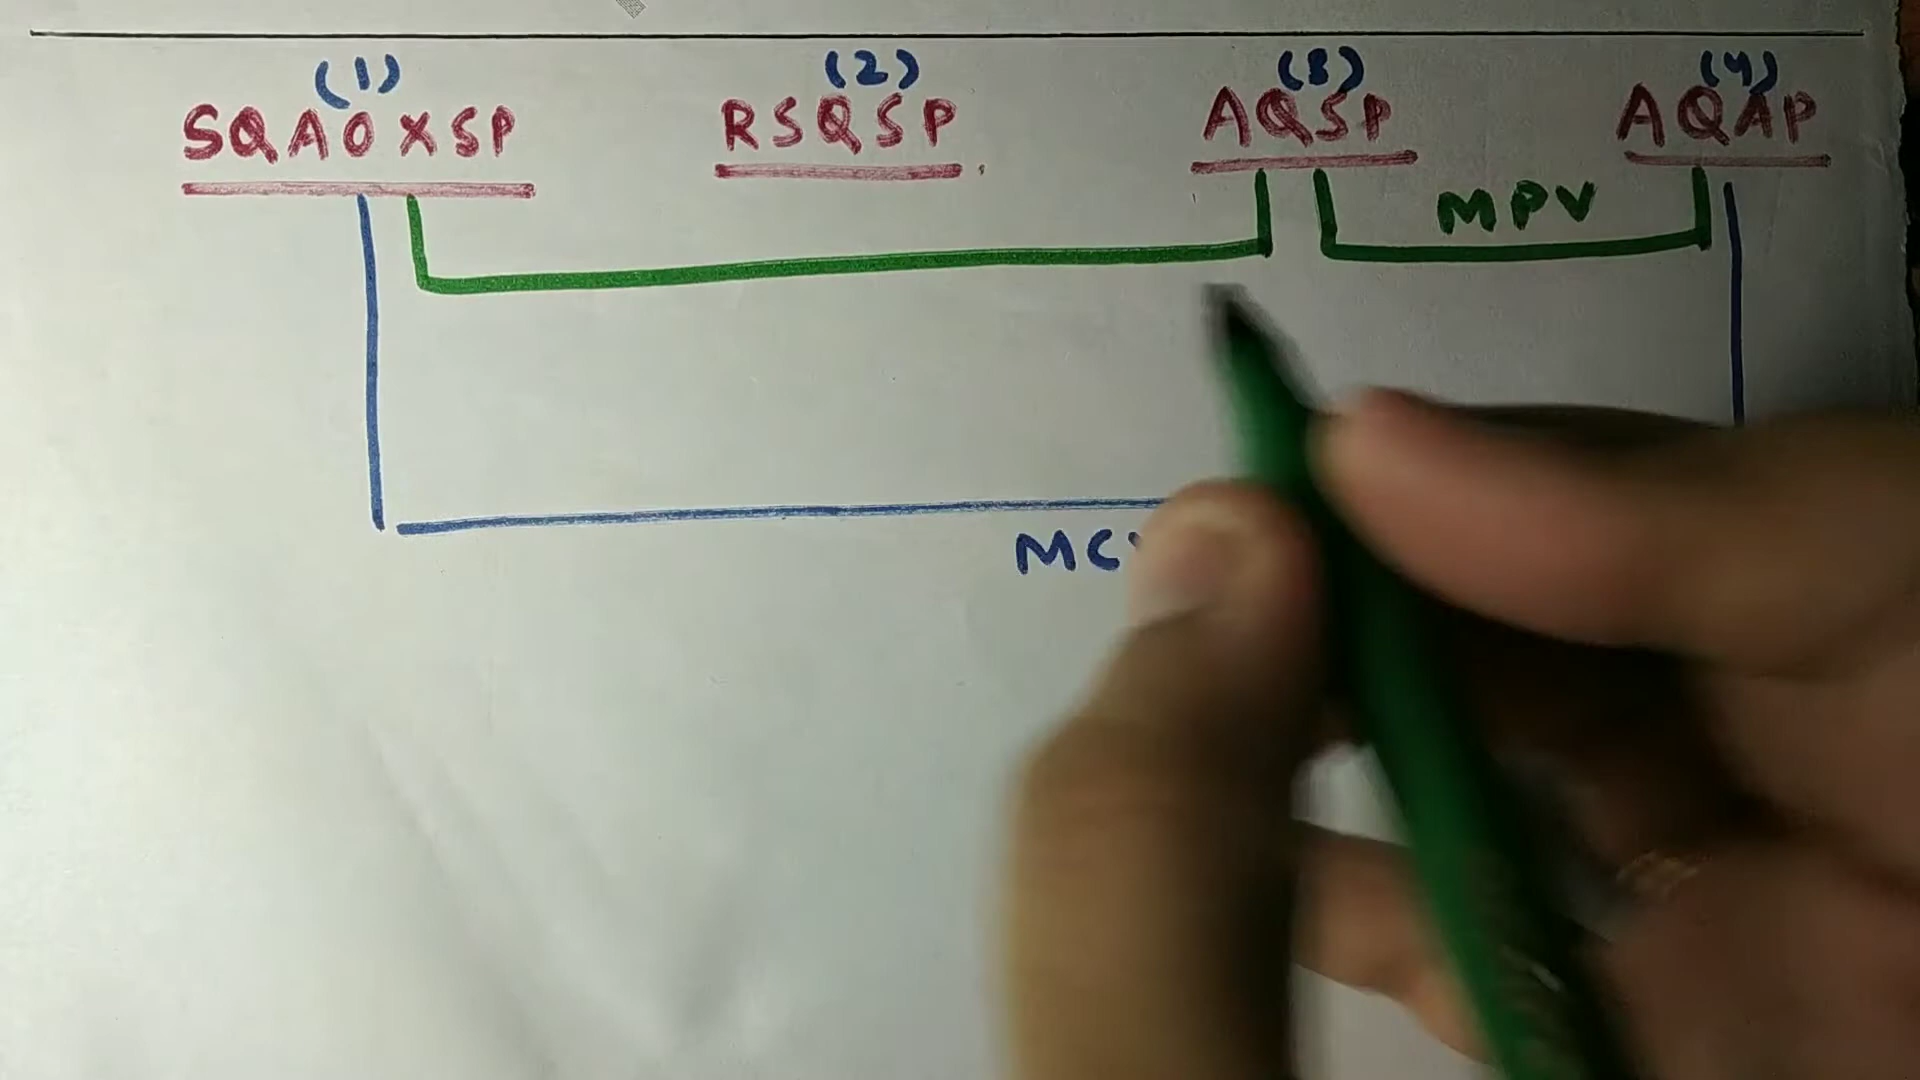 (1) (2) (3) (4)
SQAOXSP RSQSP AQSP AQAP
MPV